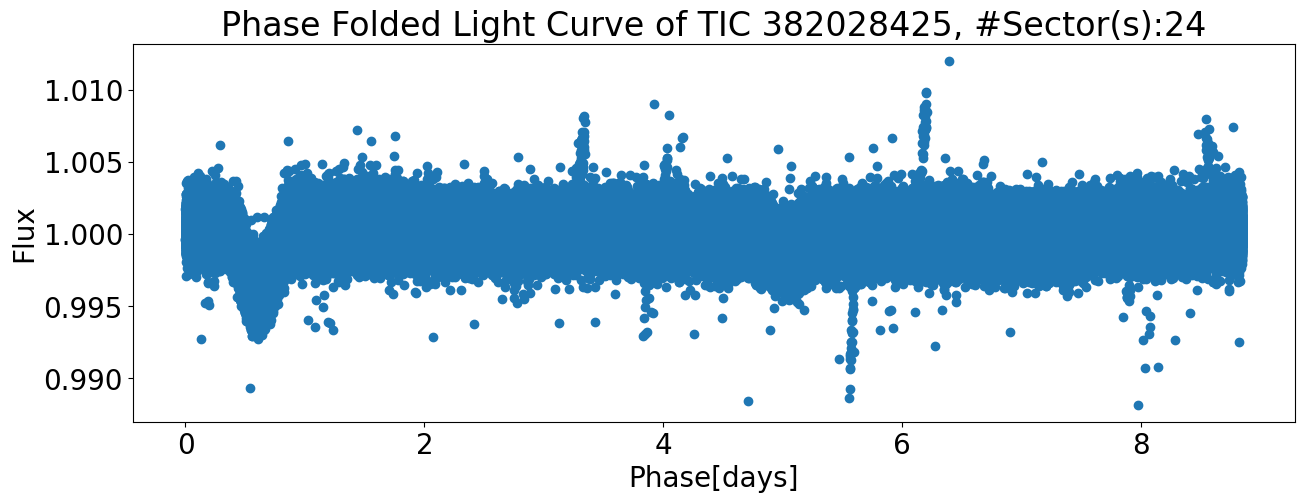 Phase Folded Light Curve of TIC 382028425, #Sector(s):24
1.010
1.005
1.000
0.995
0.990
Flux
0 2 4 6 8
Phase[days]